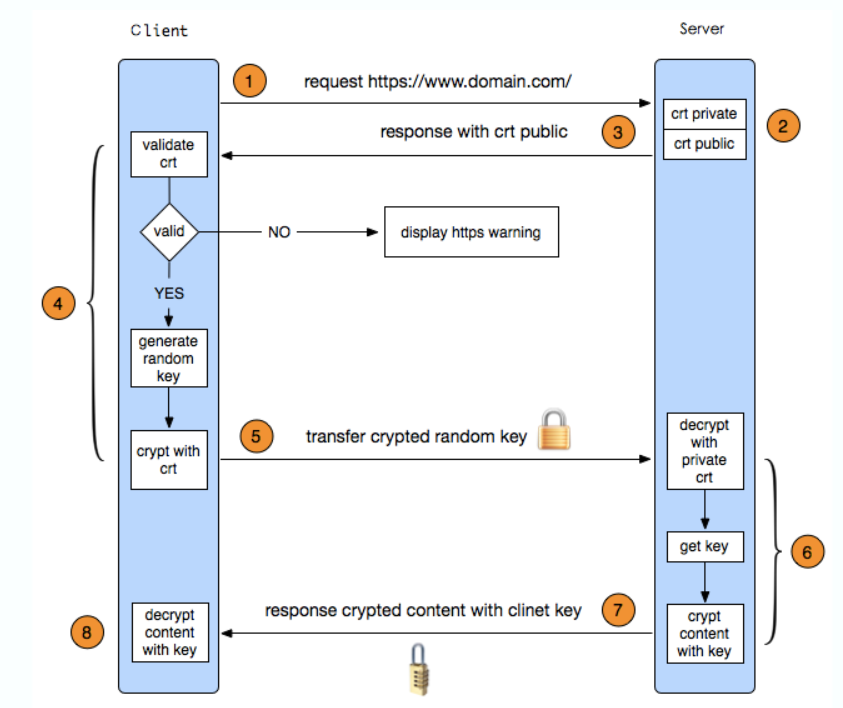 Client
Server
1
request https://www.domain.com/
crt private
2
response with crt public
3
crt public
validate
crt
valid
NO
display https warning
YES
4
generate
random
key
5
transfer crypted random key
decrypt
with
private
crt
crypt with
crt
get key
6
response crypted content with clinet key
7
8
decrypt
content
with key
crypt
content
with key